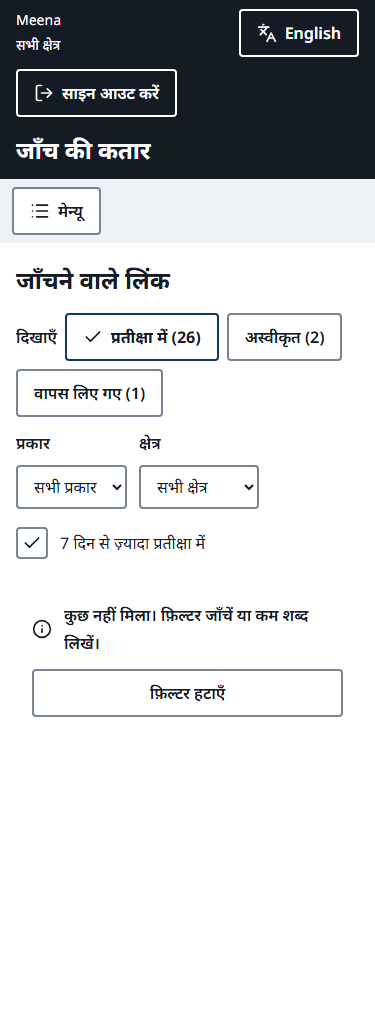 Meena
सभी क्षेत्र
English
साइन आउट करें
जाँच की कतार
मेन्यू
जाँचने वाले लिंक
दिखाएँ
प्रतीक्षा में (26)
अस्वीकृत (2)
वापस लिए गए (1)
प्रकार
क्षेत्र
सभी प्रकार
सभी क्षेत्र
7 दिन से ज़्यादा प्रतीक्षा में
कुछ नहीं मिला। फ़िल्टर जाँचें या कम शब्द
लिखें।
फ़िल्टर हटाएँ